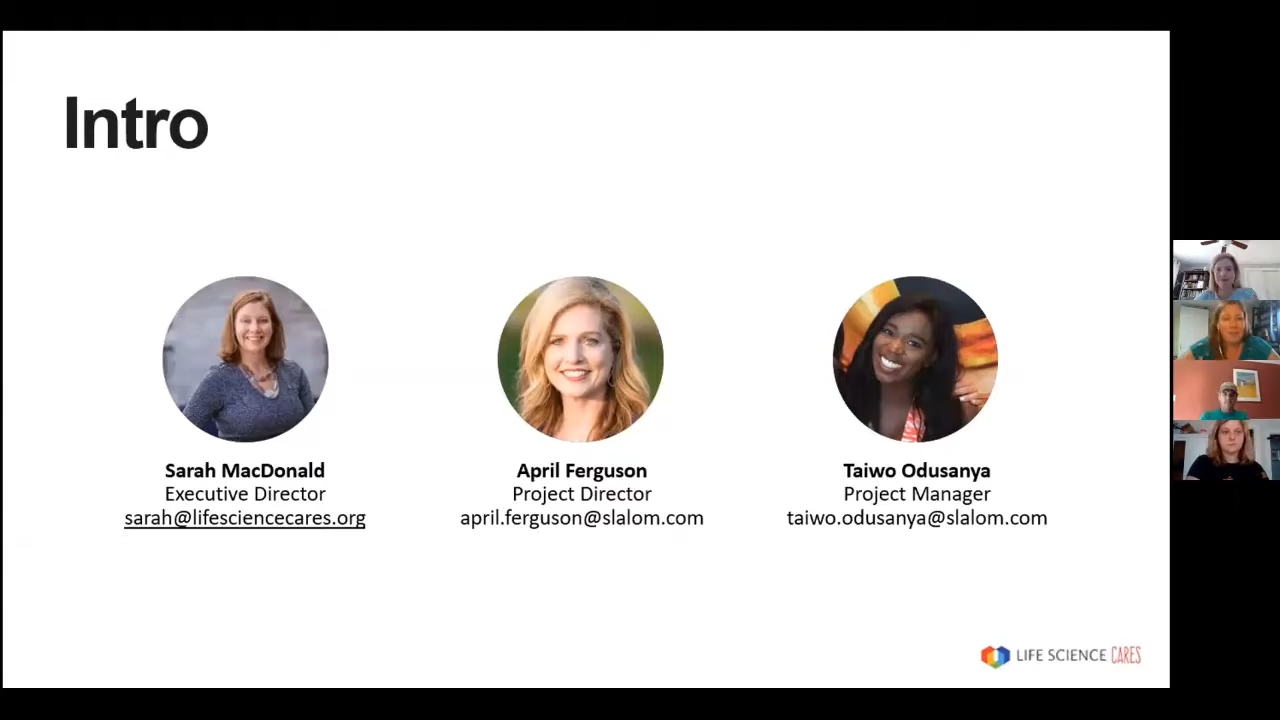 Intro
Sarah MacDonald
Executive Director
sarah@lifesciencecares.org
April Ferguson
Project Director
april.ferguson@slalom.com
Taiwo Odusanya
Project Manager
taiwo.odusanya@slalom.com
LIFE SCIENCE CARES